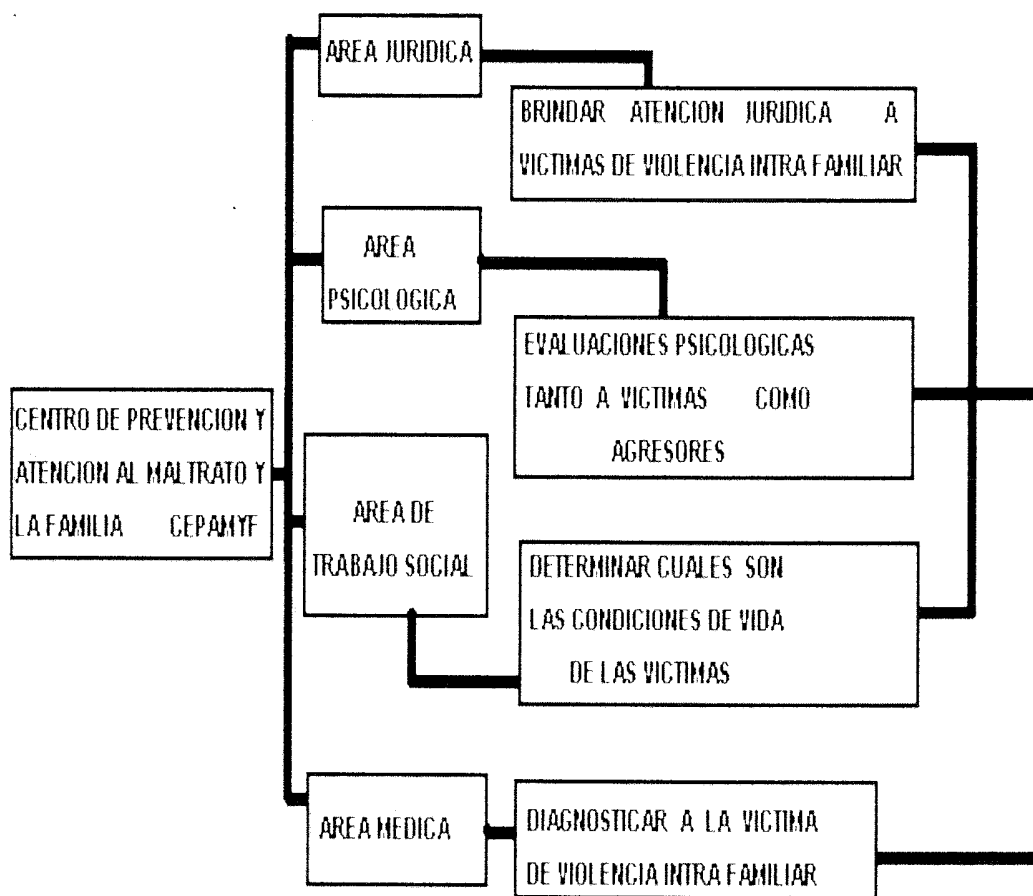 AREA JURIDICA
BRINDAR ATENCION JURIDICA A
VICTIMAS DE VIOLENCIA INTRA FAMILIAR
AREA
PSICOLOGICA
EVALUACIONES PSICOLOGICAS
TANTO A VICTIMAS COMO
AGRESORES
CENTRO DE PREVENCION Y
ATENCION AL MALTRATO Y
LA FAMILIA CEPAMYF
AREA DE
TRABAJO SOCIAL
DETERMINAR CUALES SON
LAS CONDICIONES DE VIDA
DE LAS VICTIMAS
AREA MEDICA
DIAGNOSTICAR A LA VICTIMA
DE VIOLENCIA INTRA FAMILIAR